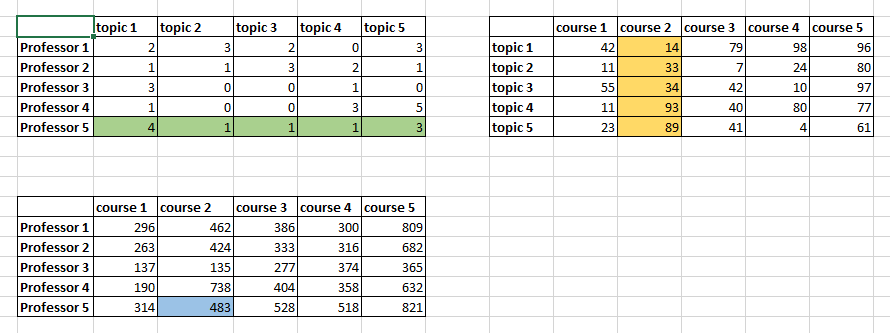 topic 1 topic 2 topic 3 topic 4 topic 5
Professor 1 2 3 2 0 3
Professor 2 1 1 3 2 1
Professor 3 3 0 0 1 0
Professor 4 1 0 0 3 5
Professor 5 4 1 1 1 3
course 1 course 2 course 3 course 4 course 5
topic 1 42 14 79 98 96
topic 2 11 33 7 24 80
topic 3 55 34 42 10 97
topic 4 11 93 40 80 77
topic 5 23 89 41 4 61
course 1 course 2 course 3 course 4 course 5
Professor 1 296 462 386 300 809
Professor 2 263 424 333 316 682
Professor 3 137 135 277 374 365
Professor 4 190 738 404 358 632
Professor 5 314 483 528 518 821